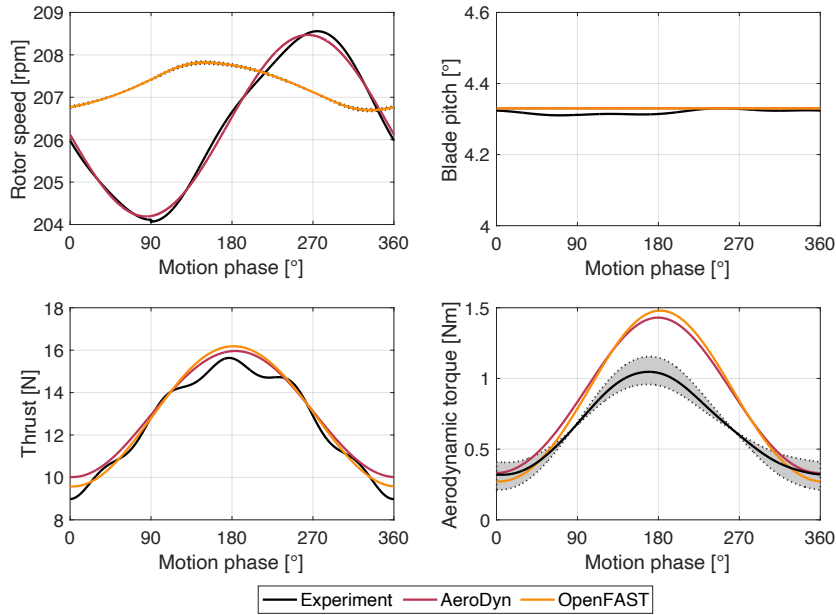 209
208
207
206
205
204
Rotor speed [rpm]
0 90 180 270 360
Motion phase [°]
4.6
4.4
4.2
4
Blade pitch [°]
0 90 180 270 360
Motion phase [°]
18
16
14
12
10
8
Thrust [N]
0 90 180 270 360
Motion phase [°]
1.5
1
0.5
0
Aerodynamic torque [Nm]
0 90 180 270 360
Motion phase [°]
Experiment AeroDyn OpenFAST